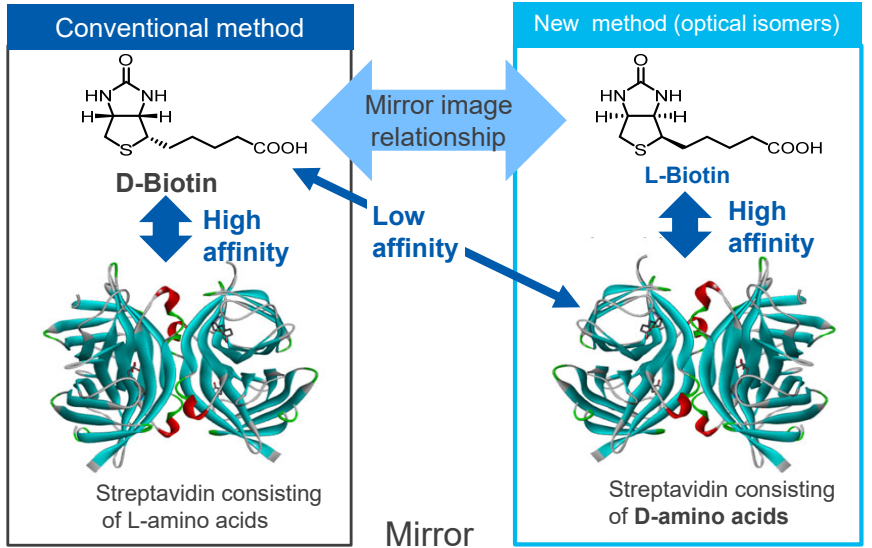 Conventional method
New method (optical isomers)
O
HN
NH
H
H
S
COOH
D-Biotin
Mirror image
relationship
O
HN
NH
H
H
S
COOH
L-Biotin
High
affinity
Low
affinity
High
affinity
Streptavidin consisting
of L-amino acids
Mirror
Streptavidin consisting
of D-amino acids